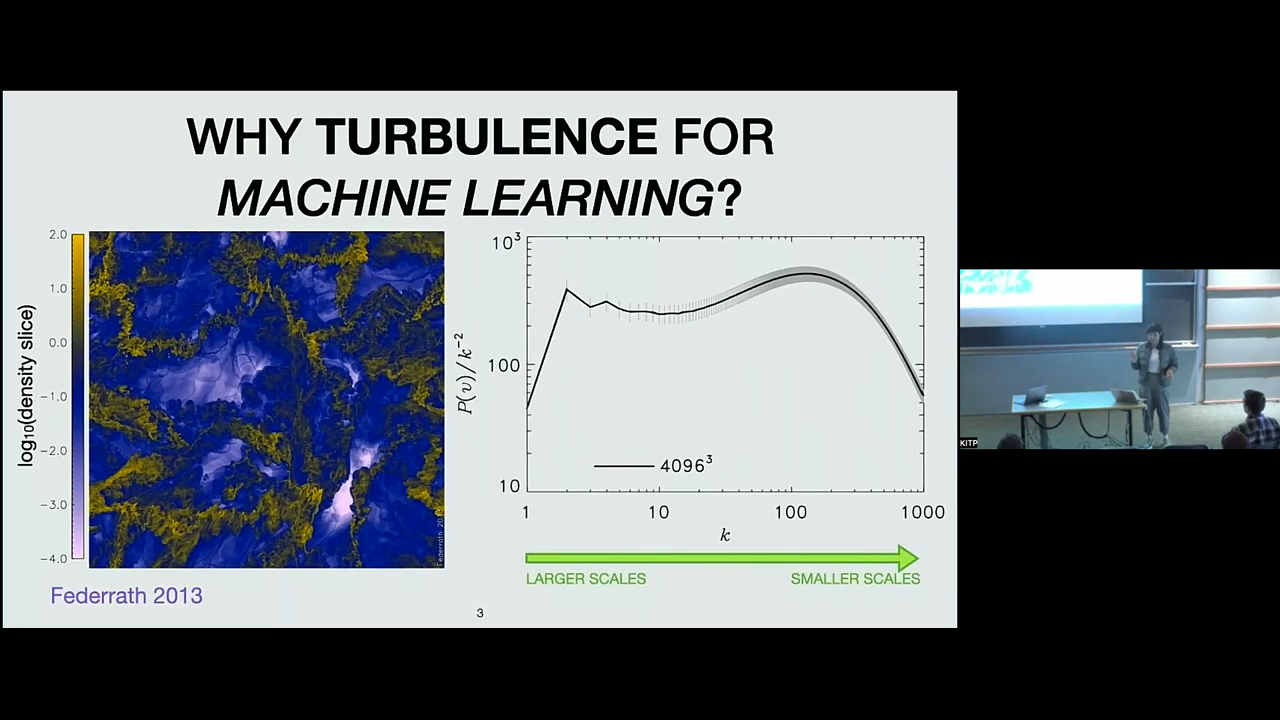 WHY TURBULENCE FOR
MACHINE LEARNING?
log₁₀(density slice)
2.0
1.0
0.0
−1.0
−2.0
−3.0
−4.0
Federrath 2013
P(v)/k⁻²
10³
100
10
4096³
1
10
100
1000
k
LARGER SCALES
SMALLER SCALES
3
KITP